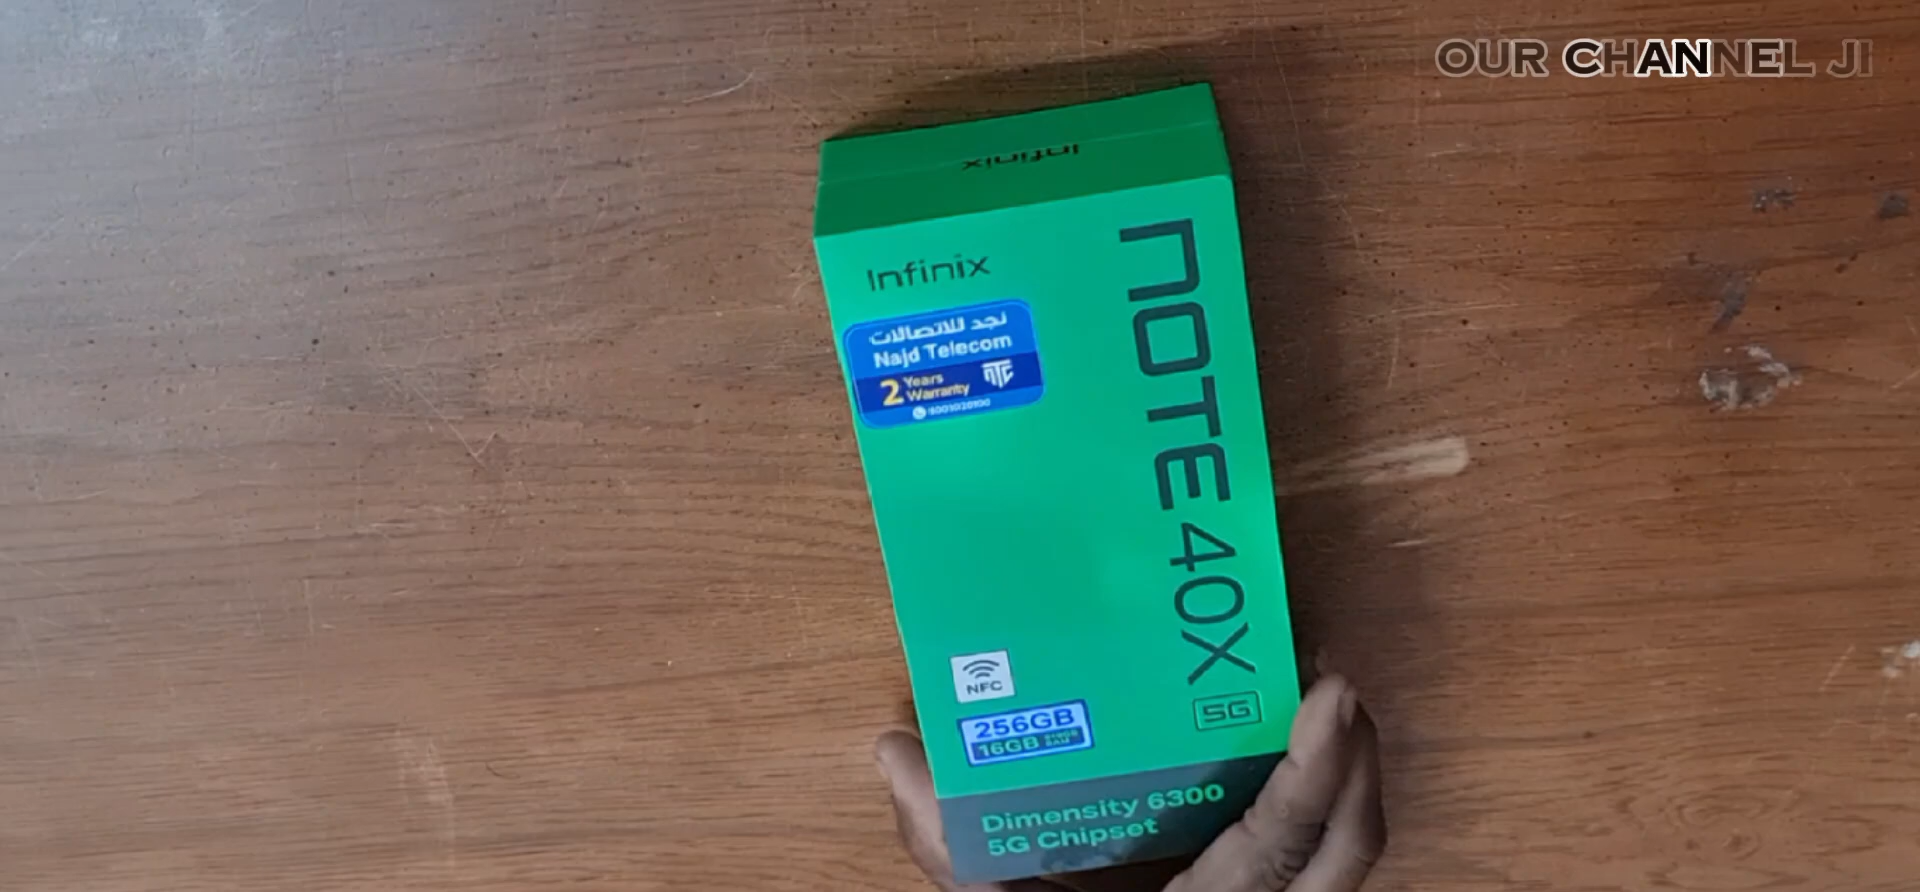 OUR CHANNEL JI
Infinix
Infinix
نجد للاتصالات
Najd Telecom
2 Years
Warranty
NTC
NOTE 40X
5G
NFC
256GB
16GB
Dimensity 6300
5G Chipset